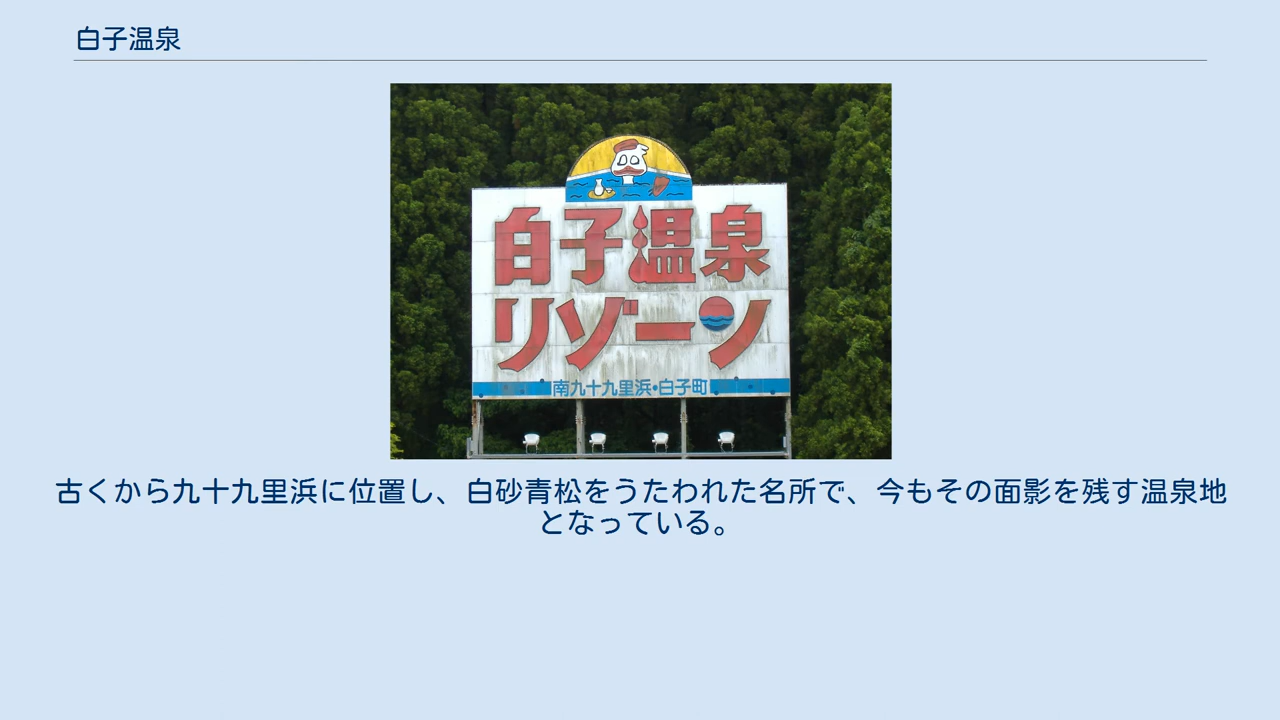 白子温泉
白子温泉
リゾーン
南九十九里浜・白子町
古くから九十九里浜に位置し、白砂青松をうたわれた名所で、今もその面影を残す温泉地
となっている。